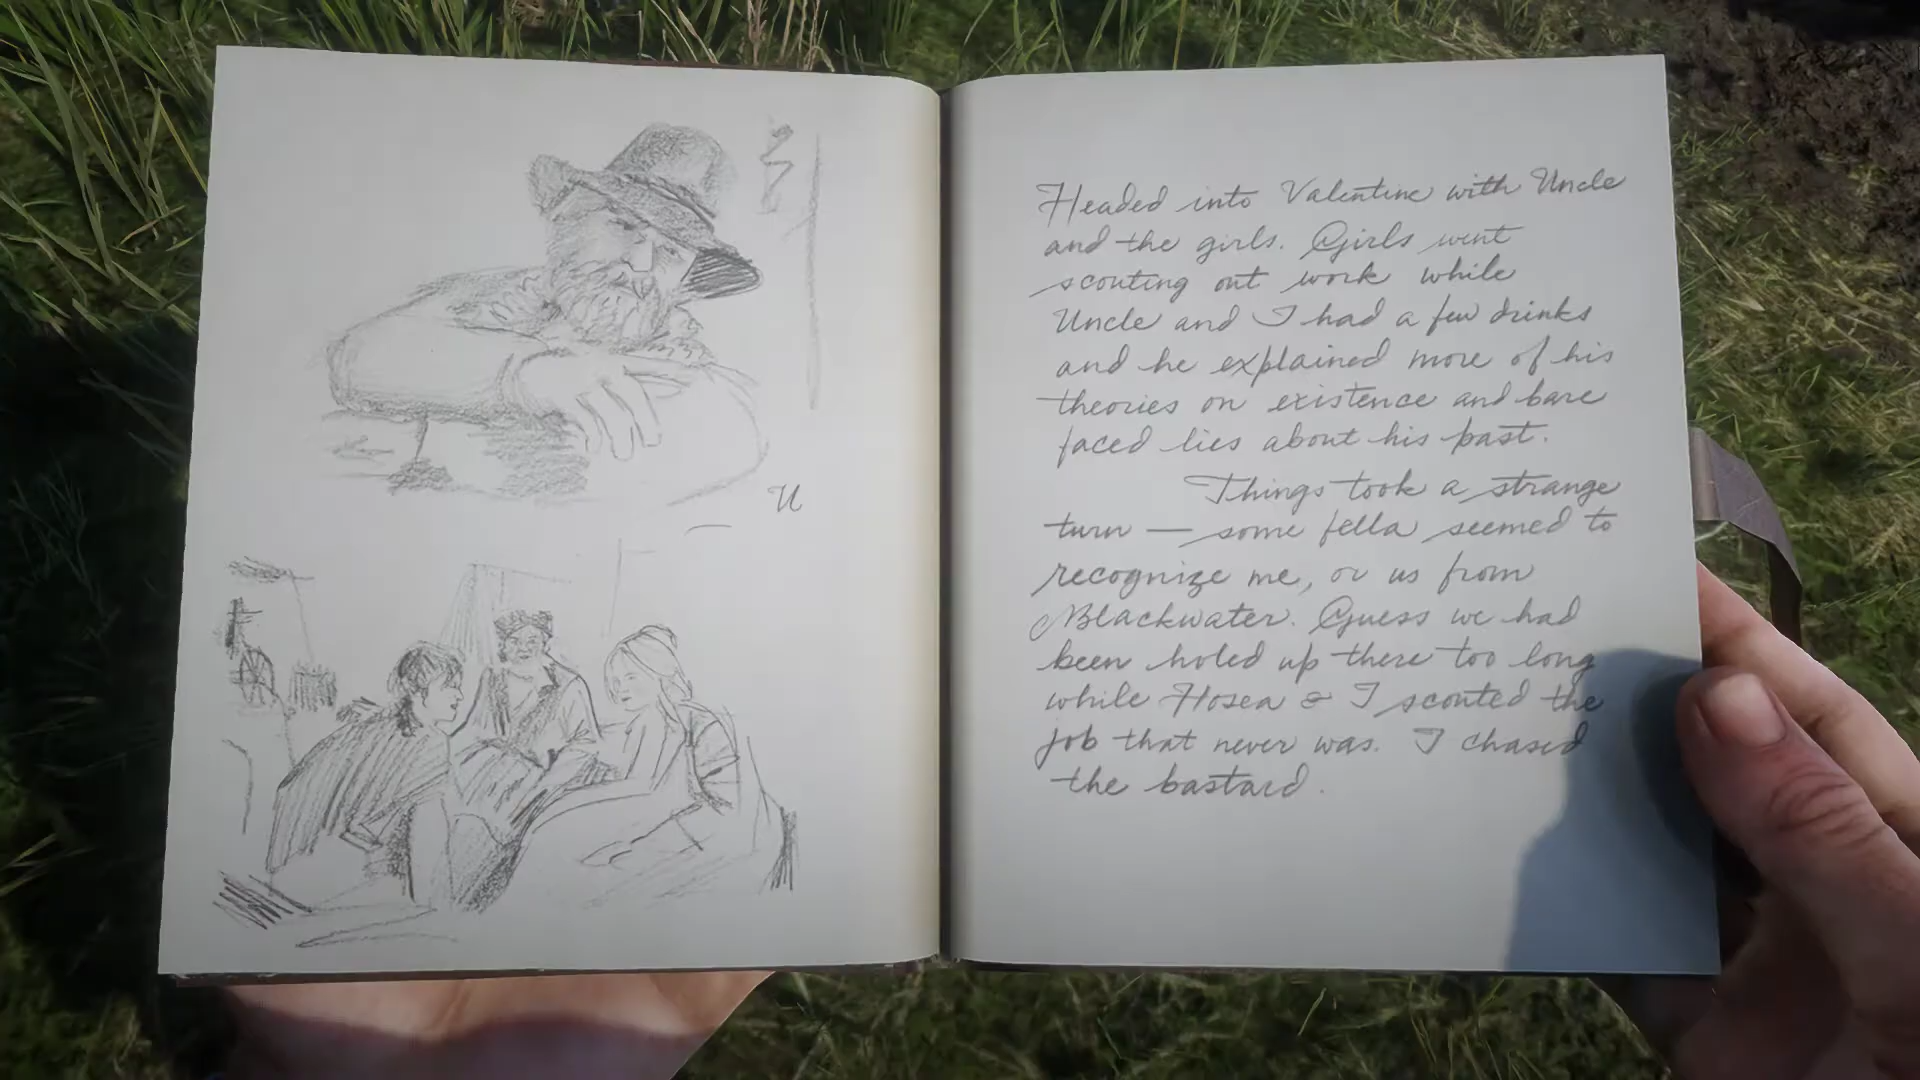 U
Headed into Valentine with Uncle
and the girls. Girls went
scouting out work while
Uncle and I had a few drinks
and he explained more of his
theories on existence and bare
faced lies about his past.
Things took a strange
turn — some fella seemed to
recognize me, or us from
Blackwater. Guess we had
been holed up there too long
while Hosea & I scouted the
job that never was. I chased
the bastard.